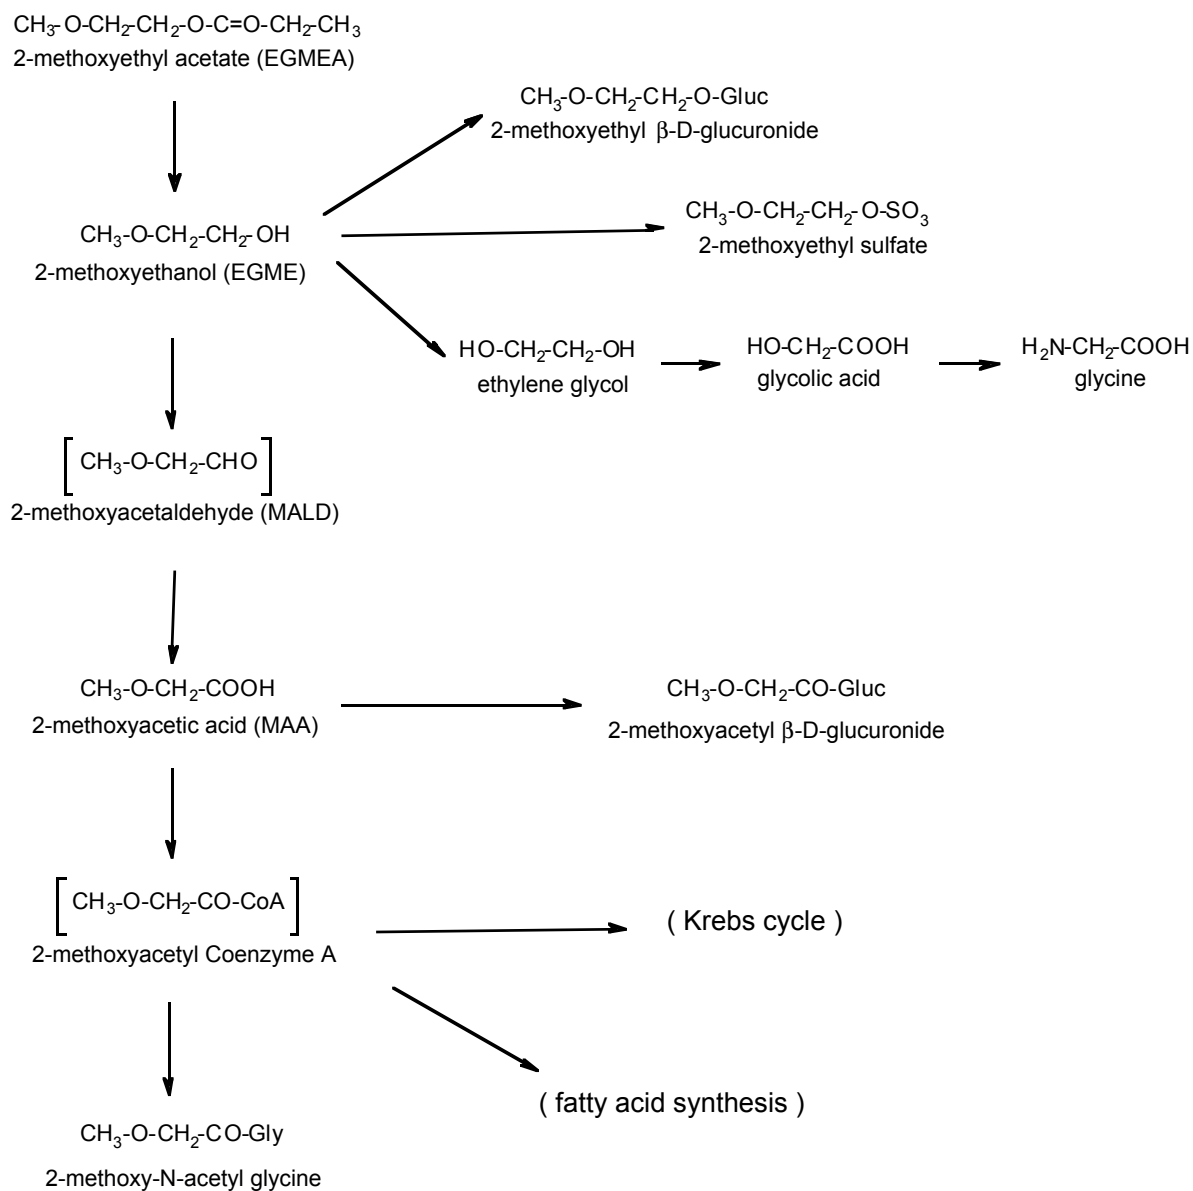 CH₃-O-CH₂-CH₂-O-C=O-CH₂-CH₃
2-methoxyethyl acetate (EGMEA)
CH₃-O-CH₂-CH₂-O-Gluc
2-methoxyethyl β-D-glucuronide
CH₃-O-CH₂-CH₂-O-SO₃
2-methoxyethyl sulfate
CH₃-O-CH₂-CH₂-OH
2-methoxyethanol (EGME)
HO-CH₂-CH₂-OH
ethylene glycol
HO-CH₂-COOH
glycolic acid
H₂N-CH₂-COOH
glycine
[CH₃-O-CH₂-CHO]
2-methoxyacetaldehyde (MALD)
CH₃-O-CH₂-COOH
2-methoxyacetic acid (MAA)
CH₃-O-CH₂-CO-Gluc
2-methoxyacetyl β-D-glucuronide
[CH₃-O-CH₂-CO-CoA]
2-methoxyacetyl Coenzyme A
( Krebs cycle )
( fatty acid synthesis )
CH₃-O-CH₂-CO-Gly
2-methoxy-N-acetyl glycine